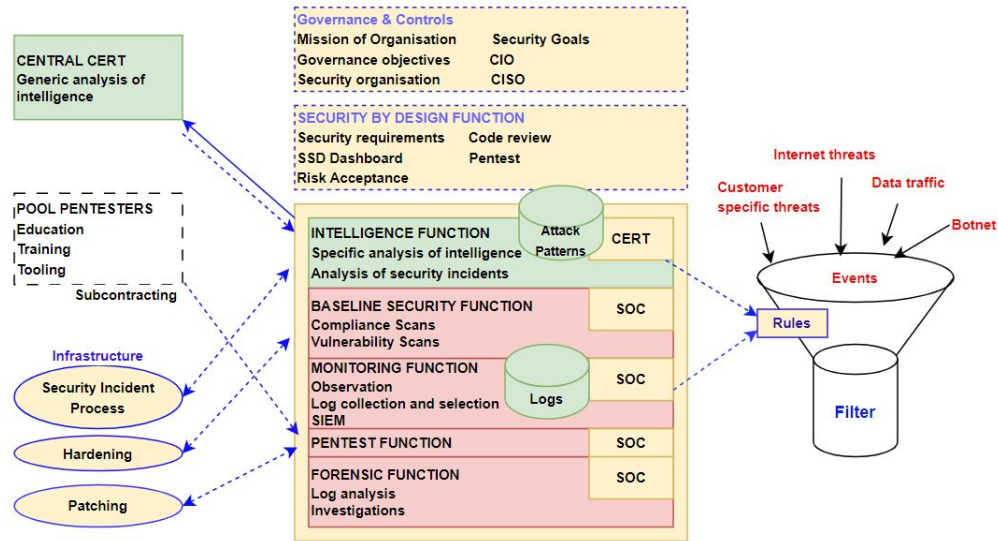 Governance & Controls
Mission of Organisation Security Goals
Governance objectives CIO
Security organisation CISO
CENTRAL CERT
Generic analysis of
intelligence
SECURITY BY DESIGN FUNCTION
Security requirements Code review
SSD Dashboard Pentest
Risk Acceptance
POOL PENTESTERS
Education
Training
Tooling
Subcontracting
INTELLIGENCE FUNCTION
Specific analysis of intelligence
Analysis of security incidents
Attack
Patterns
CERT
BASELINE SECURITY FUNCTION
Compliance Scans
Vulnerability Scans
SOC
MONITORING FUNCTION
Observation
Log collection and selection
SIEM
Logs
SOC
PENTEST FUNCTION
SOC
FORENSIC FUNCTION
Log analysis
Investigations
SOC
Infrastructure
Security Incident
Process
Hardening
Patching
Internet threats
Customer
specific threats
Data traffic
Botnet
Events
Rules
Filter